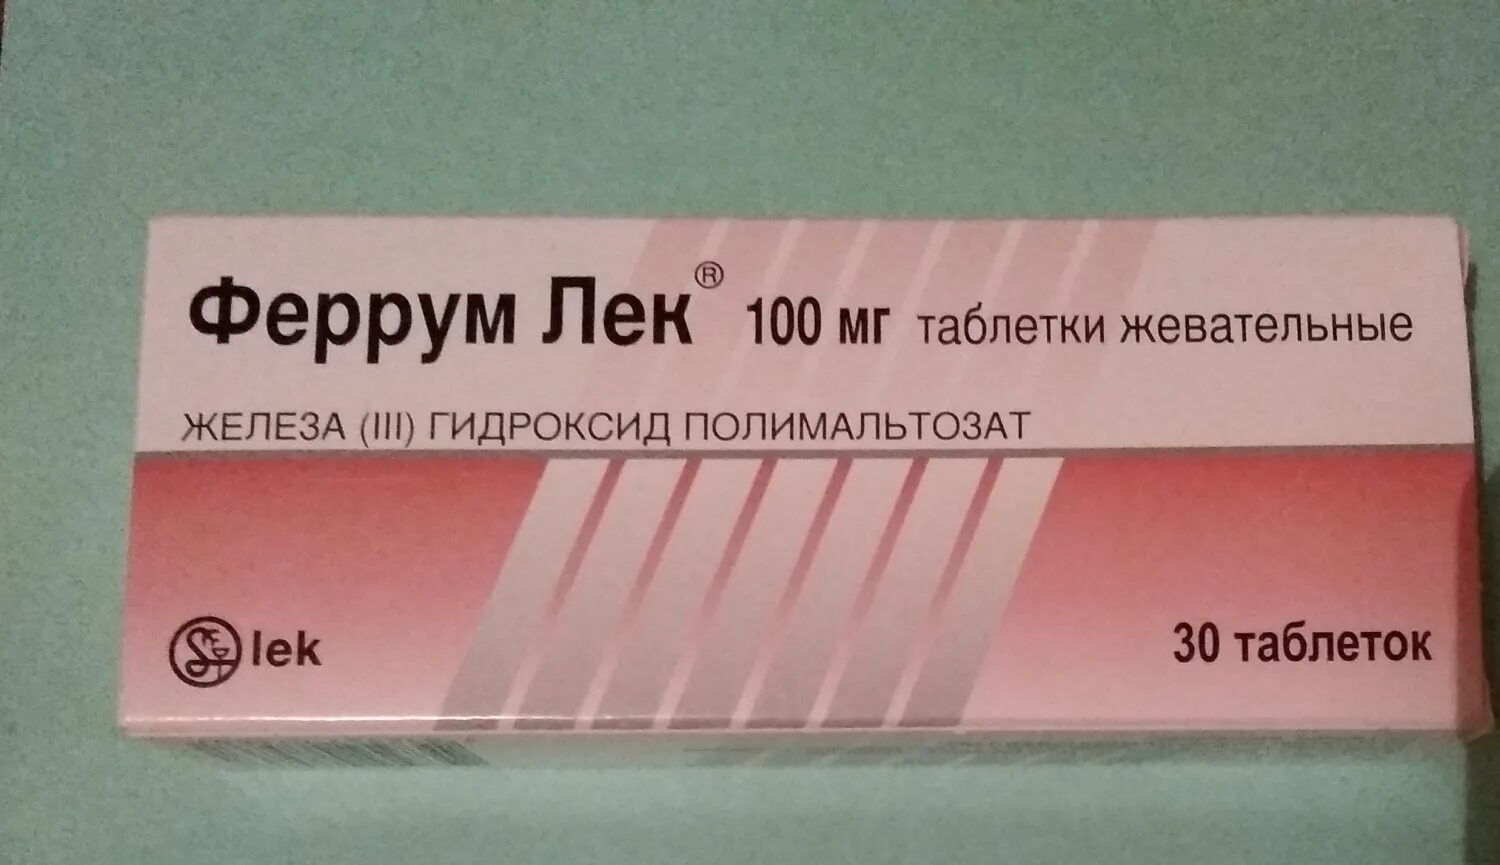 Феррум Лек® 100 мг таблетки жевательные
ЖЕЛЕЗА (III) ГИДРОКСИД ПОЛИМАЛЬТОЗАТ
lek
30 таблеток